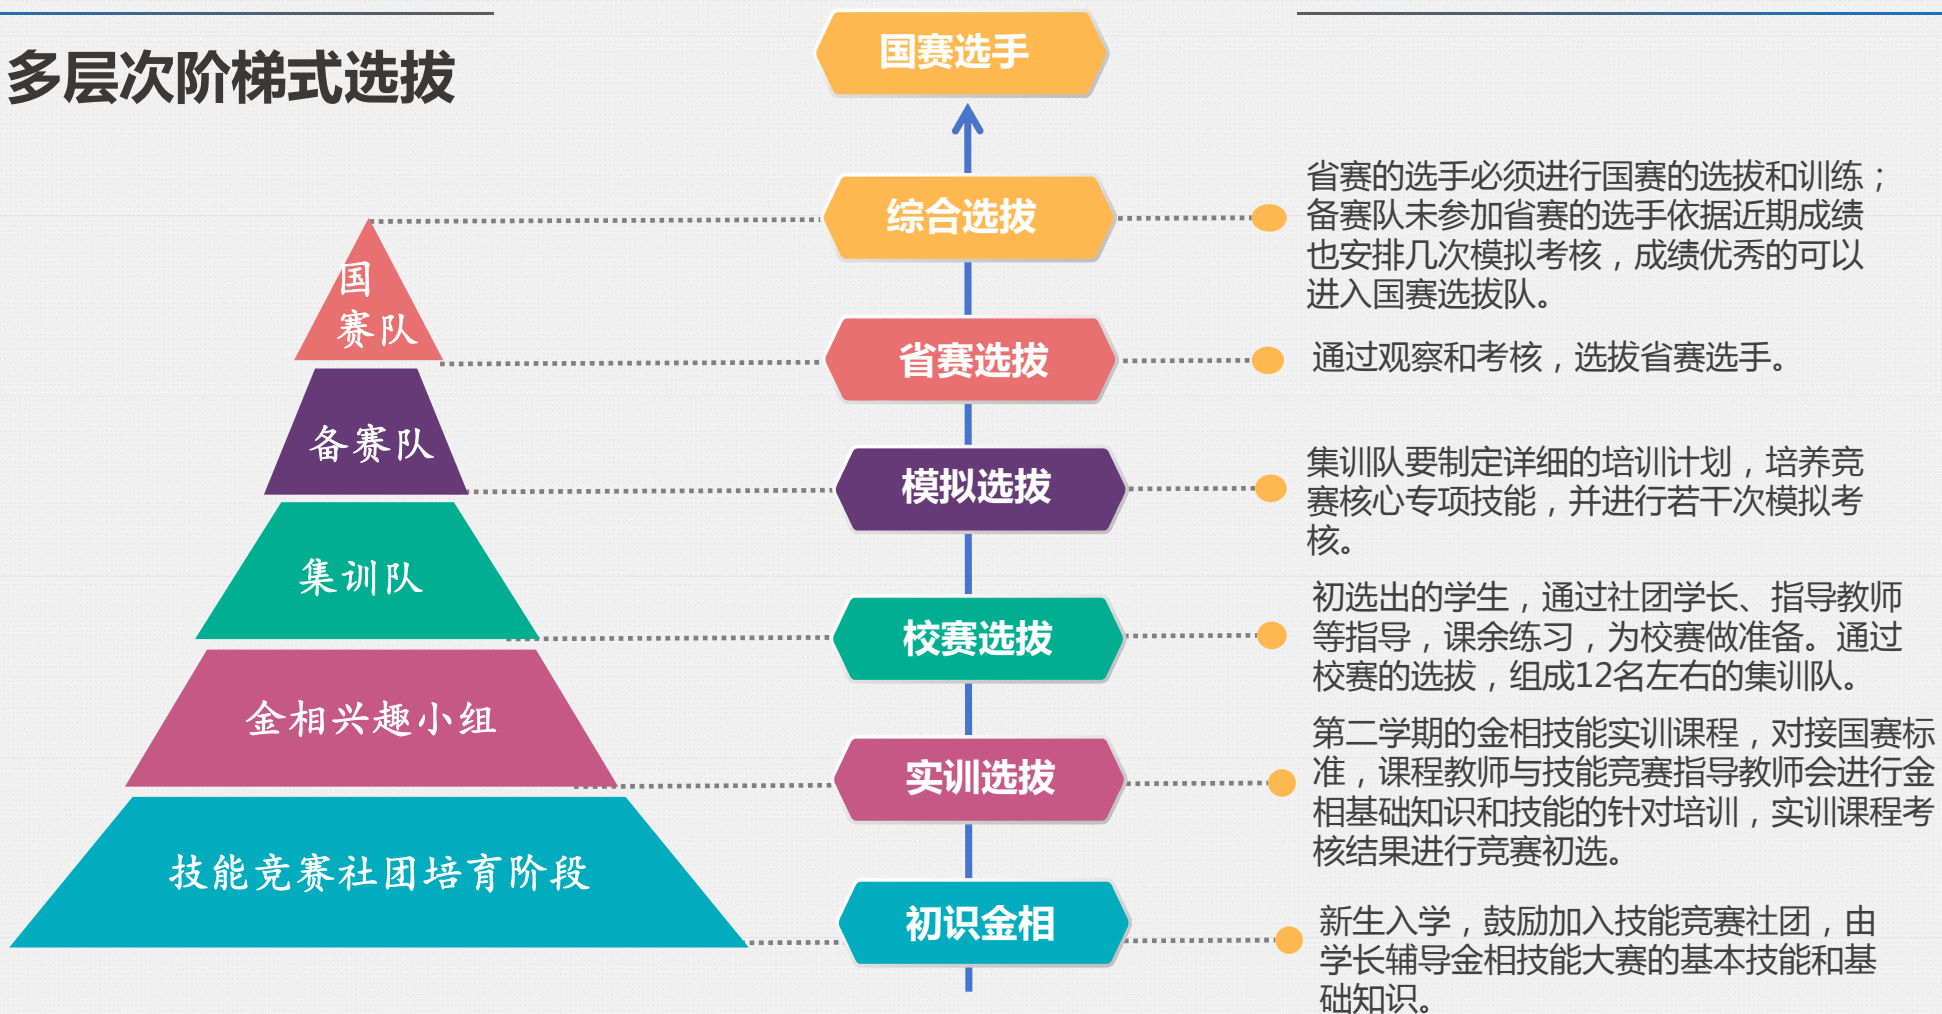 多层次阶梯式选拔
国赛选手
综合选拔
省赛的选手必须进行国赛的选拔和训练；
备赛队未参加省赛的选手依据近期成绩
也安排几次模拟考核，成绩优秀的可以
进入国赛选拔队。
国
赛队
省赛选拔
通过观察和考核，选拔省赛选手。
备赛队
模拟选拔
集训队要制定详细的培训计划，培养竞
赛核心专项技能，并进行若干次模拟考
核。
集训队
校赛选拔
初选出的学生，通过社团学长、指导教师
等指导，课余练习，为校赛做准备。通过
校赛的选拔，组成12名左右的集训队。
金相兴趣小组
实训选拔
第二学期的金相技能实训课程，对接国赛标
准，课程教师与技能竞赛指导教师会进行金
相基础知识和技能的针对培训，实训课程考
核结果进行竞赛初选。
技能竞赛社团培育阶段
初识金相
新生入学，鼓励加入技能竞赛社团，由
学长辅导金相技能大赛的基本技能和基
础知识。